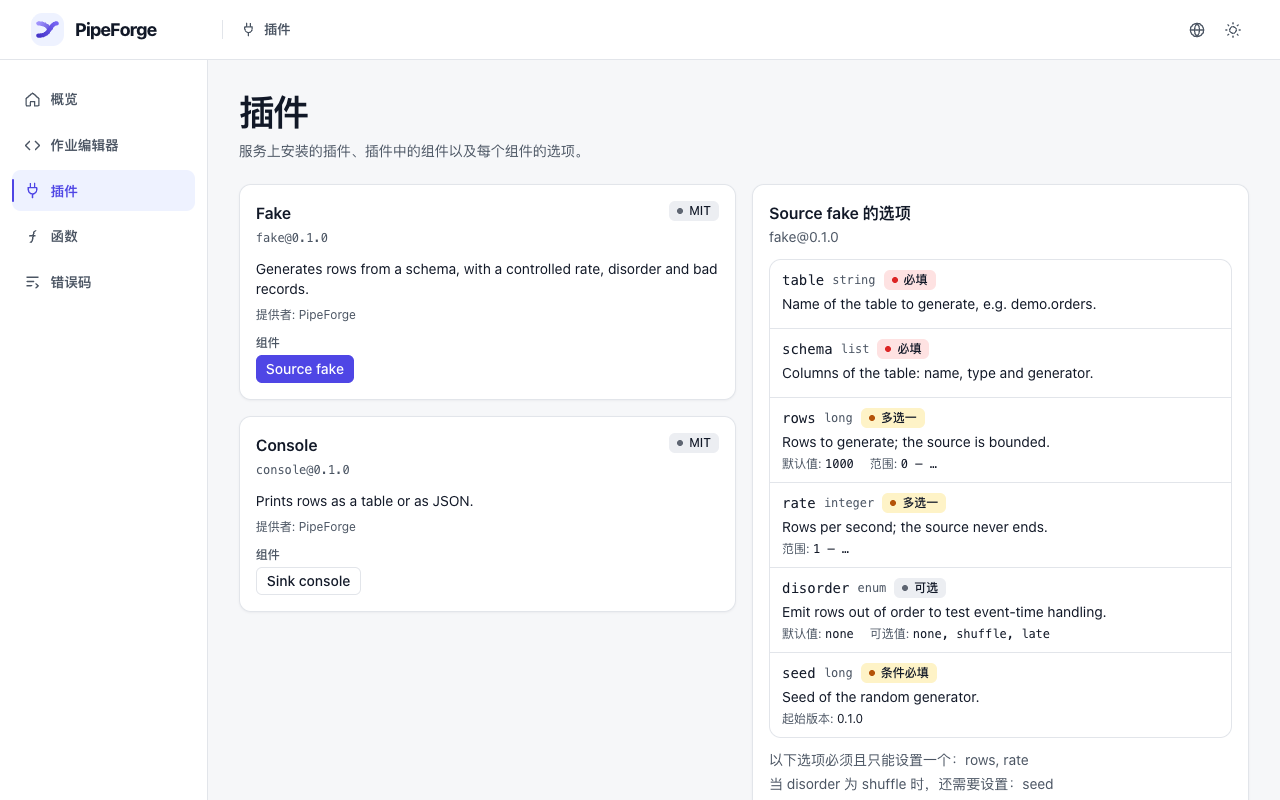 PipeForge
插件
概览
作业编辑器
插件
函数
错误码
插件
服务上安装的插件、插件中的组件以及每个组件的选项。
Fake
MIT
fake@0.1.0
Generates rows from a schema, with a controlled rate, disorder and bad
records.
提供者: PipeForge
组件
Source fake
Console
MIT
console@0.1.0
Prints rows as a table or as JSON.
提供者: PipeForge
组件
Sink console
Source fake 的选项
fake@0.1.0
table string 必填
Name of the table to generate, e.g. demo.orders.
schema list 必填
Columns of the table: name, type and generator.
rows long 多选一
Rows to generate; the source is bounded.
默认值: 1000 范围: 0 – …
rate integer 多选一
Rows per second; the source never ends.
范围: 1 – …
disorder enum 可选
Emit rows out of order to test event-time handling.
默认值: none 可选值: none, shuffle, late
seed long 条件必填
Seed of the random generator.
起始版本: 0.1.0
以下选项必须且只能设置一个：rows, rate
当 disorder 为 shuffle 时，还需要设置：seed